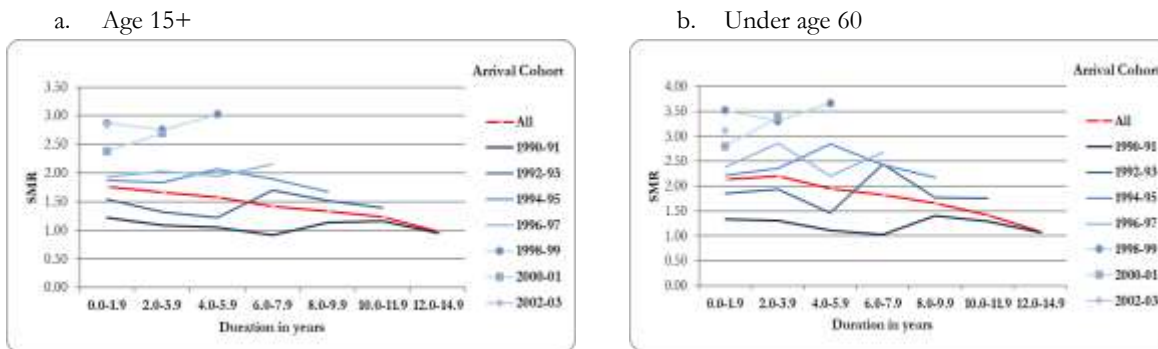 a. Age 15+
b. Under age 60
Arrival Cohort
3.50
3.00
2.50
2.00
1.50
1.00
0.50
0.00
SMR
0.0-1.9 2.0-3.9 4.0-5.9 6.0-7.9 8.0-9.9 10.0-11.9 12.0-14.9
Duration in years
All
1990-91
1992-93
1994-95
1996-97
1998-99
2000-01
2002-03
Arrival Cohort
4.00
3.50
3.00
2.50
2.00
1.50
1.00
0.50
0.00
SMR
0.0-1.9 2.0-3.9 4.0-5.9 6.0-7.9 8.0-9.9 10.0-11.9 12.0-14.9
Duration in years
All
1990-91
1992-93
1994-95
1996-97
1998-99
2000-01
2002-03